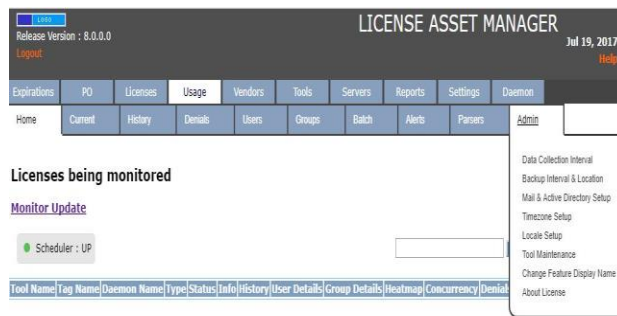 LOGO
LICENSE ASSET MANAGER
Release Version : 8.0.0.0
Jul 19, 2017
Logout
Help
Expirations PO Licenses Usage Vendors Tools Servers Reports Settings Daemon
Home Current History Denials Users Groups Batch Alerts Parsers Admin
Data Collection Interval
Backup Interval & Location
Mail & Active Directory Setup
Timezone Setup
Locale Setup
Tool Maintenance
Change Feature Display Name
About License
Licenses being monitored
Monitor Update
Scheduler : UP
Tool Name Tag Name Daemon Name Type Status Info History User Details Group Details Heatmap Concurrency Denials